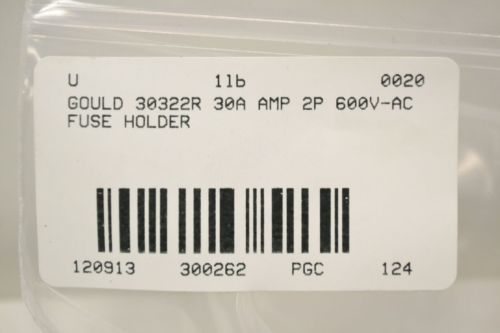 U 1lb 0020
GOULD 30322R 30A AMP 2P 600V-AC
FUSE HOLDER
120913 300262 PGC 124